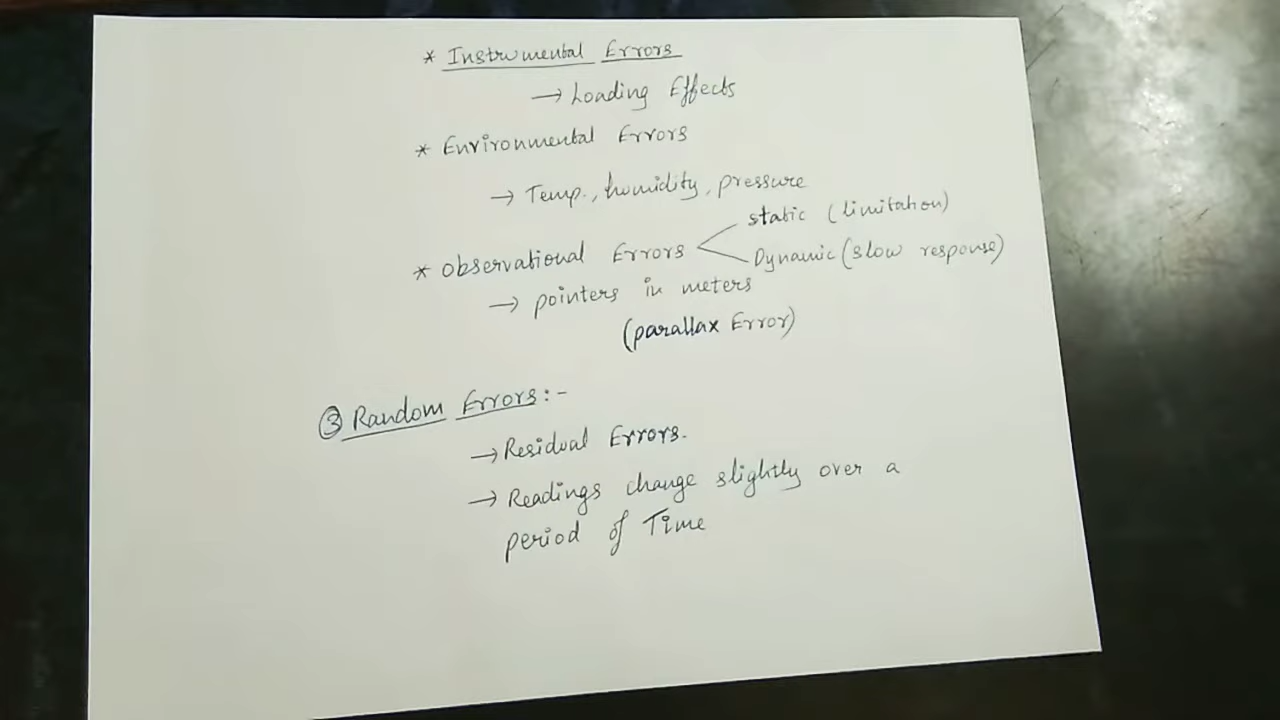 * Instrumental Errors
→ Loading Effects
* Environmental Errors
→ Temp., humidity, pressure
static (limitation)
* Observational Errors
Dynamic (slow response)
→ pointers in meters
(parallax Error)
③ Random Errors:-
→ Residual Errors.
→ Readings change slightly over a
period of Time